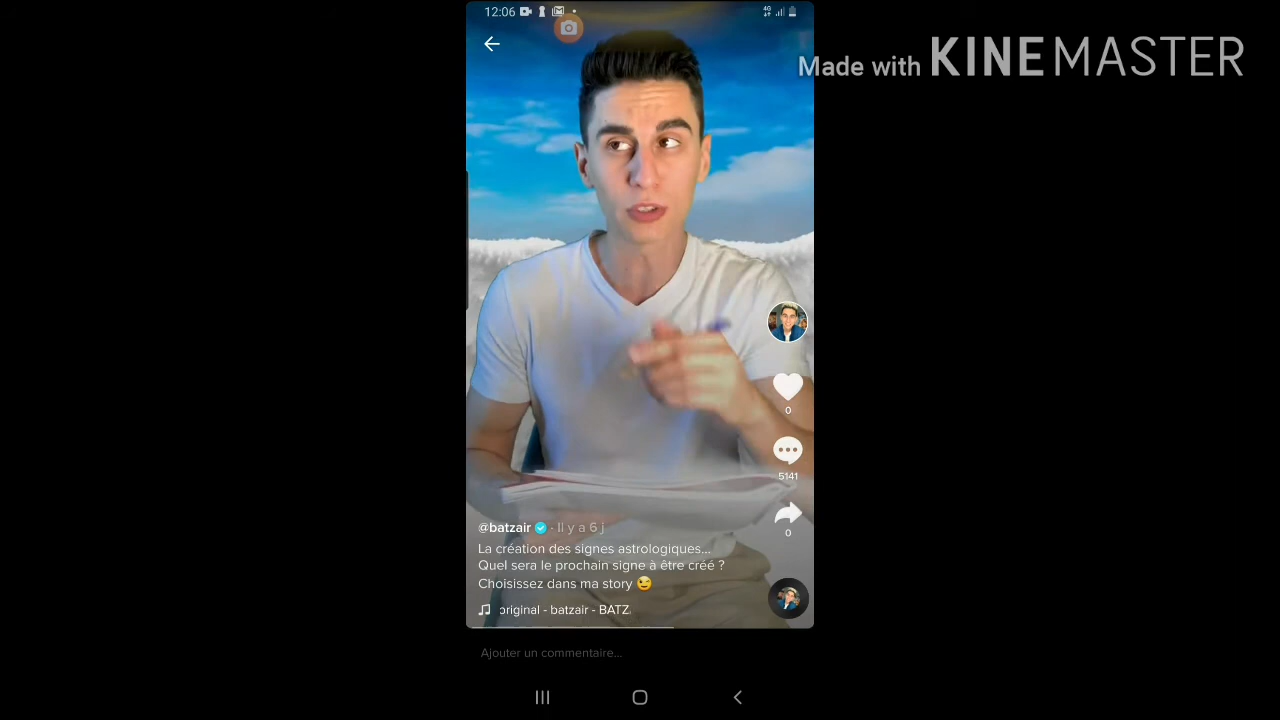 12:06
4G
Made with KINEMASTER
0
5141
@batzair · Il y a 6 j
0
La création des signes astrologiques...
Quel sera le prochain signe à être créé ?
Choisissez dans ma story 😉
original - batzair - BATZ
Ajouter un commentaire...